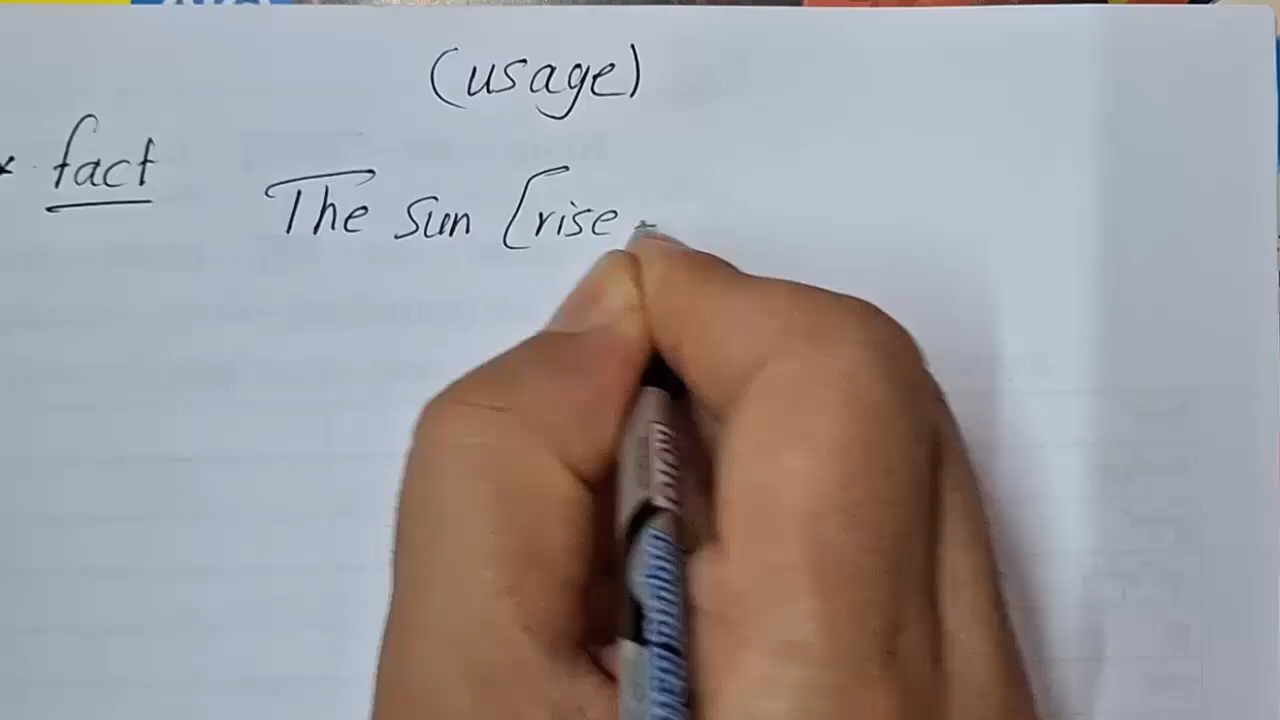 (usage)
* fact The sun [rise -